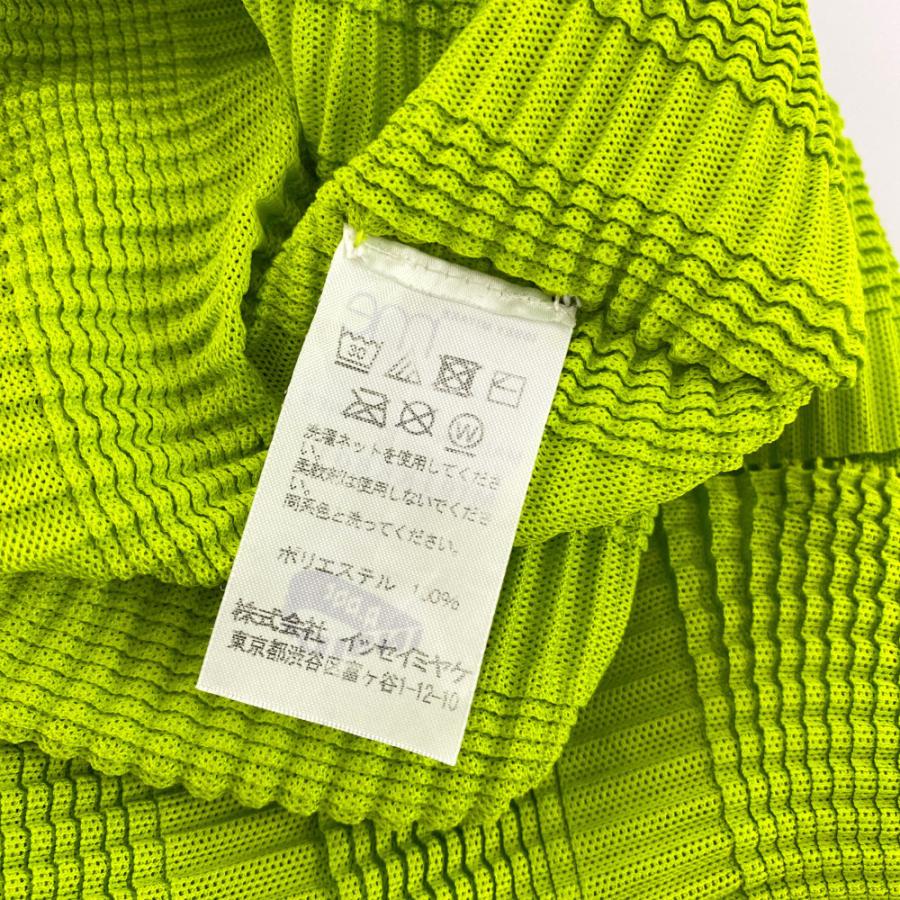 30
W
洗濯ネットを使用してくださ
い。
柔軟剤は使用しないでくださ
い。
同系色と洗ってください。
ポリエステル 100%
株式会社 イッセイミヤケ
東京都渋谷区富ヶ谷1-12-10